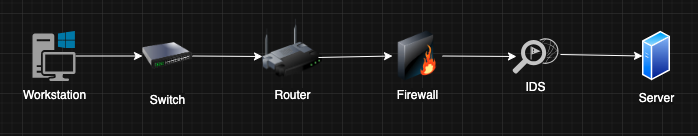 Workstation
Switch
Router
Firewall
IDS
Server